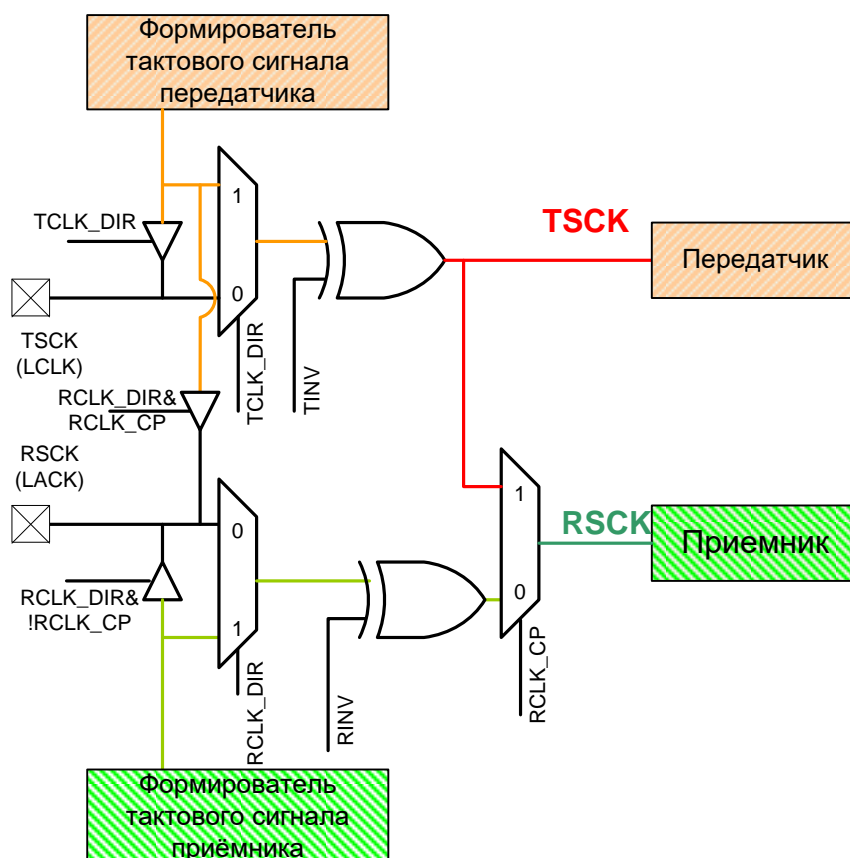 Формирователь
тактового сигнала
передатчика
1
TCLK_DIR
TSCK
Передатчик
0
TSCK
(LCLK)
TCLK_DIR
TINV
RCLK_DIR&
RCLK_CP
RSCK
(LACK)
1
0
RSCK
Приемник
RCLK_DIR&
!RCLK_CP
1
0
RCLK_DIR
RINV
RCLK_CP
Формирователь
тактового сигнала
приёмника